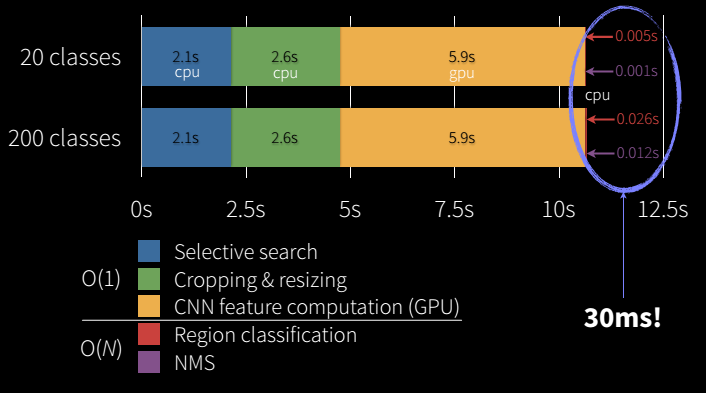 0.005s
20 classes
2.1s
2.6s
5.9s
cpu
cpu
gpu
0.001s
cpu
0.026s
200 classes
2.1s
2.6s
5.9s
0.012s
0s
2.5s
5s
7.5s
10s
12.5s
O(1)
Selective search
Cropping & resizing
CNN feature computation (GPU)
O(N)
Region classification
NMS
30ms!